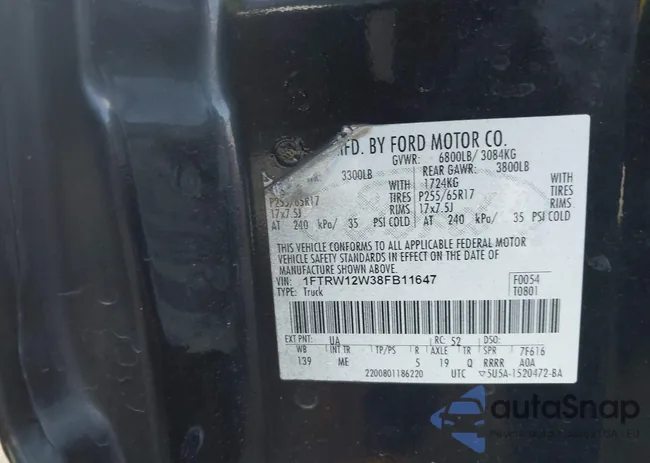 MFD. BY FORD MOTOR CO.
GVWR: 6800LB/ 3084KG
3300LB REAR GAWR: 3800LB
WITH 1724KG WITH
P255/65R17 TIRES P255/65R17 TIRES
17x7.5J RIMS 17x7.5J RIMS
AT 240 kPa/ 35 PSI COLD AT 240 kPa/ 35 PSI COLD
THIS VEHICLE CONFORMS TO ALL APPLICABLE FEDERAL MOTOR
VEHICLE SAFETY STANDARDS IN EFFECT ON THE DATE OF
MANUFACTURE SHOWN ABOVE.
VIN: 1FTRW12W38FB11647 F0054
TYPE: Truck T0801
EXT PNT: UA RC: 52 DSO:
WB INT TR TP/PS R AXLE TR SPR 7F616
139 ME 5 19 Q RRRR A0A
2200801186220 UTC 5U5A-1520472-BA
autoSnap